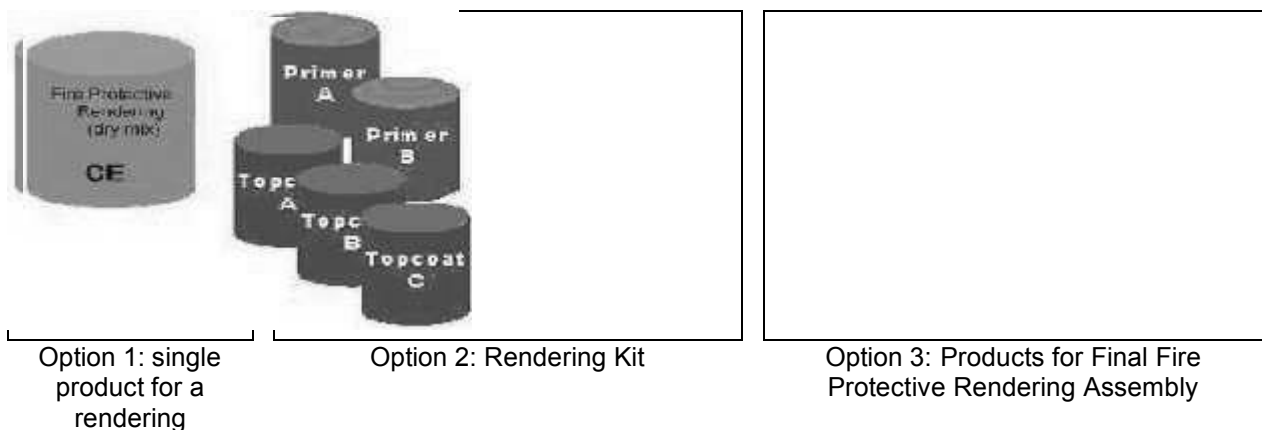 Fire Protective
Rendering
(dry mix)
CE
Primer
A
Primer
B
Topc
A
Topc
B
Topcoat
C
Option 1: single
product for a
rendering
Option 2: Rendering Kit
Option 3: Products for Final Fire
Protective Rendering Assembly